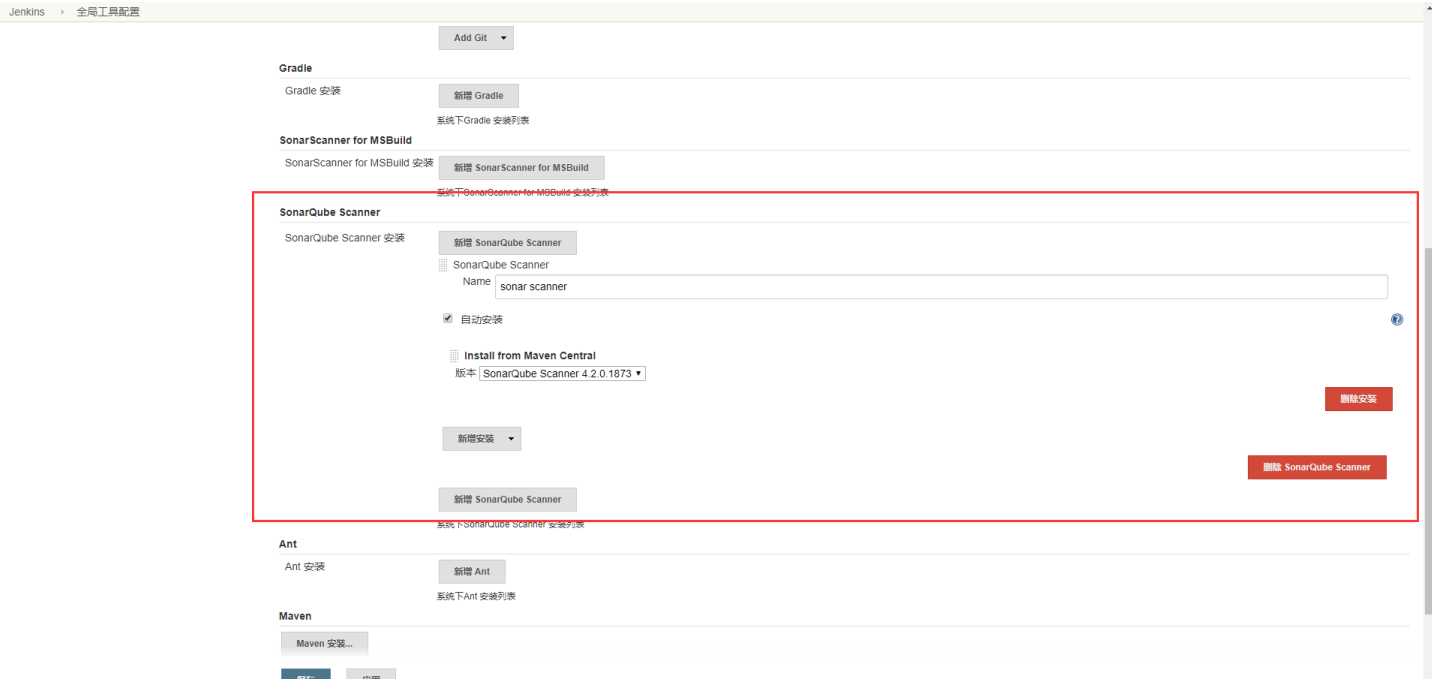 Jenkins › 全局工具配置
Add Git
Gradle
Gradle 安装 新增 Gradle
系统下Gradle 安装列表
SonarScanner for MSBuild
SonarScanner for MSBuild 安装 新增 SonarScanner for MSBuild
系统下SonarScanner for MSBuild 安装列表
SonarQube Scanner
SonarQube Scanner 安装 新增 SonarQube Scanner
SonarQube Scanner
Name sonar scanner
自动安装
Install from Maven Central
版本 SonarQube Scanner 4.2.0.1873
删除安装
新增安装
删除 SonarQube Scanner
新增 SonarQube Scanner
系统下SonarQube Scanner 安装列表
Ant
Ant 安装 新增 Ant
系统下Ant 安装列表
Maven
Maven 安装...
保存 应用